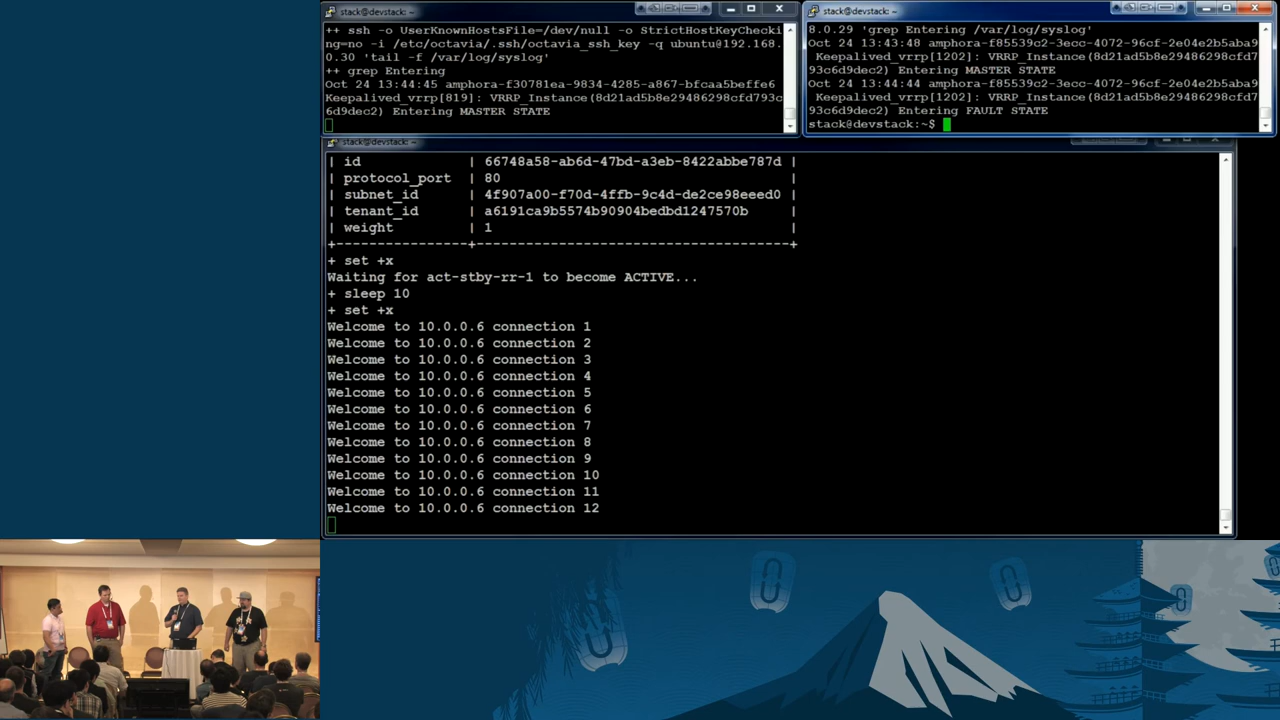 stack@devstack: ~
++ ssh -o UserKnownHostsFile=/dev/null -o StrictHostKeyChecki
ng=no -i /etc/octavia/.ssh/octavia_ssh_key -q ubuntu@192.168.
0.30 'tail -f /var/log/syslog'
++ grep Entering
Oct 24 13:44:45 amphora-f30781ea-9834-4285-a867-bfcaa5beffe6
Keepalived_vrrp[819]: VRRP_Instance(8d21ad5b8e29486298cfd793c
6d9dec2) Entering MASTER STATE
stack@devstack: ~
8.0.29 'grep Entering /var/log/syslog'
Oct 24 13:43:48 amphora-f85539c2-3ecc-4072-96cf-2e04e2b5aba9
Keepalived_vrrp[1202]: VRRP_Instance(8d21ad5b8e29486298cfd7
93c6d9dec2) Entering MASTER STATE
Oct 24 13:44:44 amphora-f85539c2-3ecc-4072-96cf-2e04e2b5aba9
Keepalived_vrrp[1202]: VRRP_Instance(8d21ad5b8e29486298cfd7
93c6d9dec2) Entering FAULT STATE
stack@devstack:~$
stack@devstack: ~
| id | 66748a58-ab6d-47bd-a3eb-8422abbe787d |
| protocol_port | 80 |
| subnet_id | 4f907a00-f70d-4ffb-9c4d-de2ce98eeed0 |
| tenant_id | a6191ca9b5574b90904bedbd1247570b |
| weight | 1 |
+----------------+--------------------------------------+
+ set +x
Waiting for act-stby-rr-1 to become ACTIVE...
+ sleep 10
+ set +x
Welcome to 10.0.0.6 connection 1
Welcome to 10.0.0.6 connection 2
Welcome to 10.0.0.6 connection 3
Welcome to 10.0.0.6 connection 4
Welcome to 10.0.0.6 connection 5
Welcome to 10.0.0.6 connection 6
Welcome to 10.0.0.6 connection 7
Welcome to 10.0.0.6 connection 8
Welcome to 10.0.0.6 connection 9
Welcome to 10.0.0.6 connection 10
Welcome to 10.0.0.6 connection 11
Welcome to 10.0.0.6 connection 12